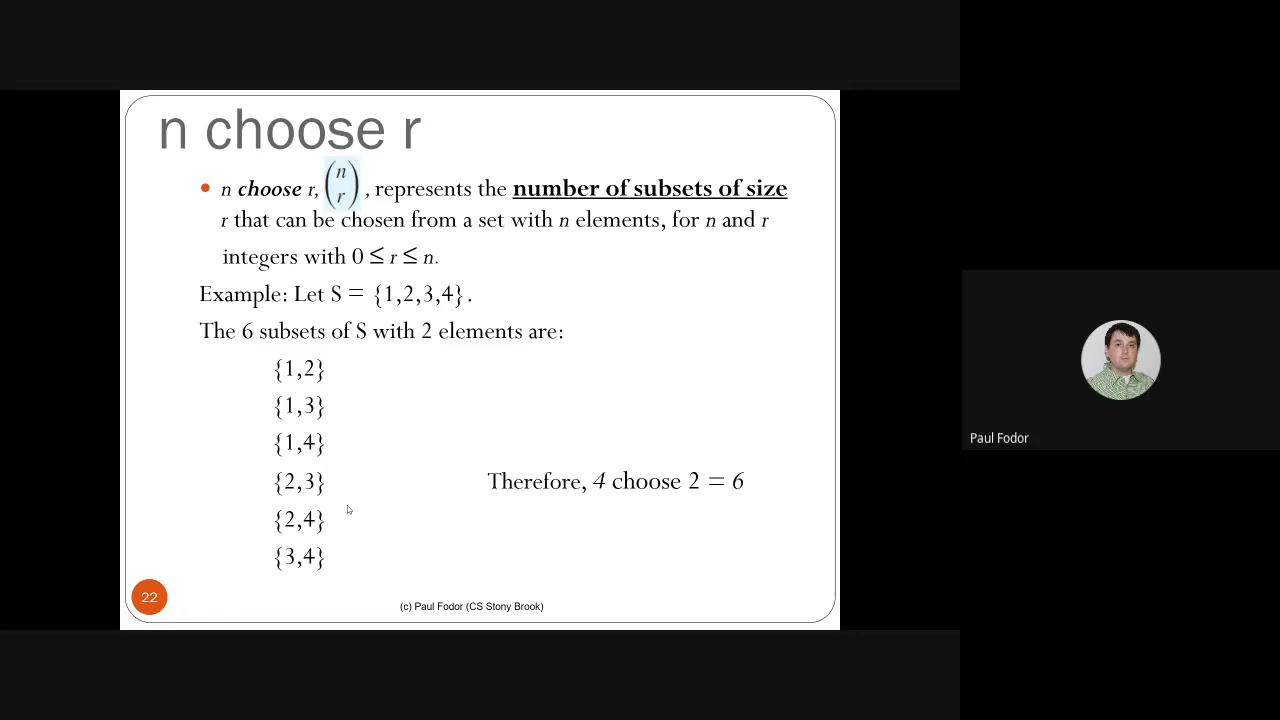 n choose r
• n choose r, (n r), represents the number of subsets of size
r that can be chosen from a set with n elements, for n and r
integers with 0 ≤ r ≤ n.
Example: Let S = {1,2,3,4}.
The 6 subsets of S with 2 elements are:
{1,2}
{1,3}
{1,4}
{2,3}
Therefore, 4 choose 2 = 6
{2,4}
{3,4}
22
(c) Paul Fodor (CS Stony Brook)
Paul Fodor